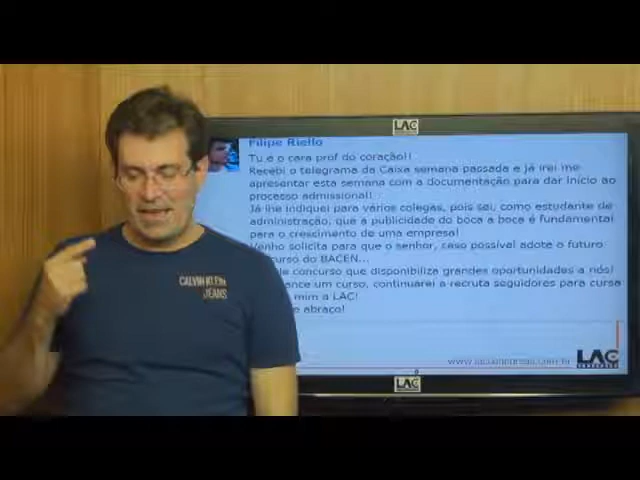 LAC
Filipe Riello
Tu é o cara prof do coração!!
Recebi o telegrama da Caixa semana passada e já irei me
apresentar esta semana com a documentação para dar início ao
processo admissional!!
Já lhe indiquei para vários colegas, pois sei, como estudante de
administração, que a publicidade do boca a boca é fundamental
para o crescimento de uma empresa!
Venho solicita para que o senhor, caso possível adote o futuro
curso do BACEN...
le concurso que disponibiliza grandes oportunidades a nós!
ance um curso, continuarei a recruta seguidores para cursa
mim a LAC!
e abraço!
CALVIN KLEIN
JEANS
LAC
LAC